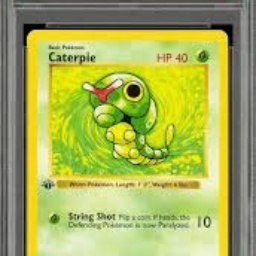 Basic Pokémon
Caterpie HP 40
Worm Pokémon. Length: 1' 0", Weight: 6 lbs.
String Shot Flip a coin. If heads, the 10
Defending Pokémon is now Paralyzed.